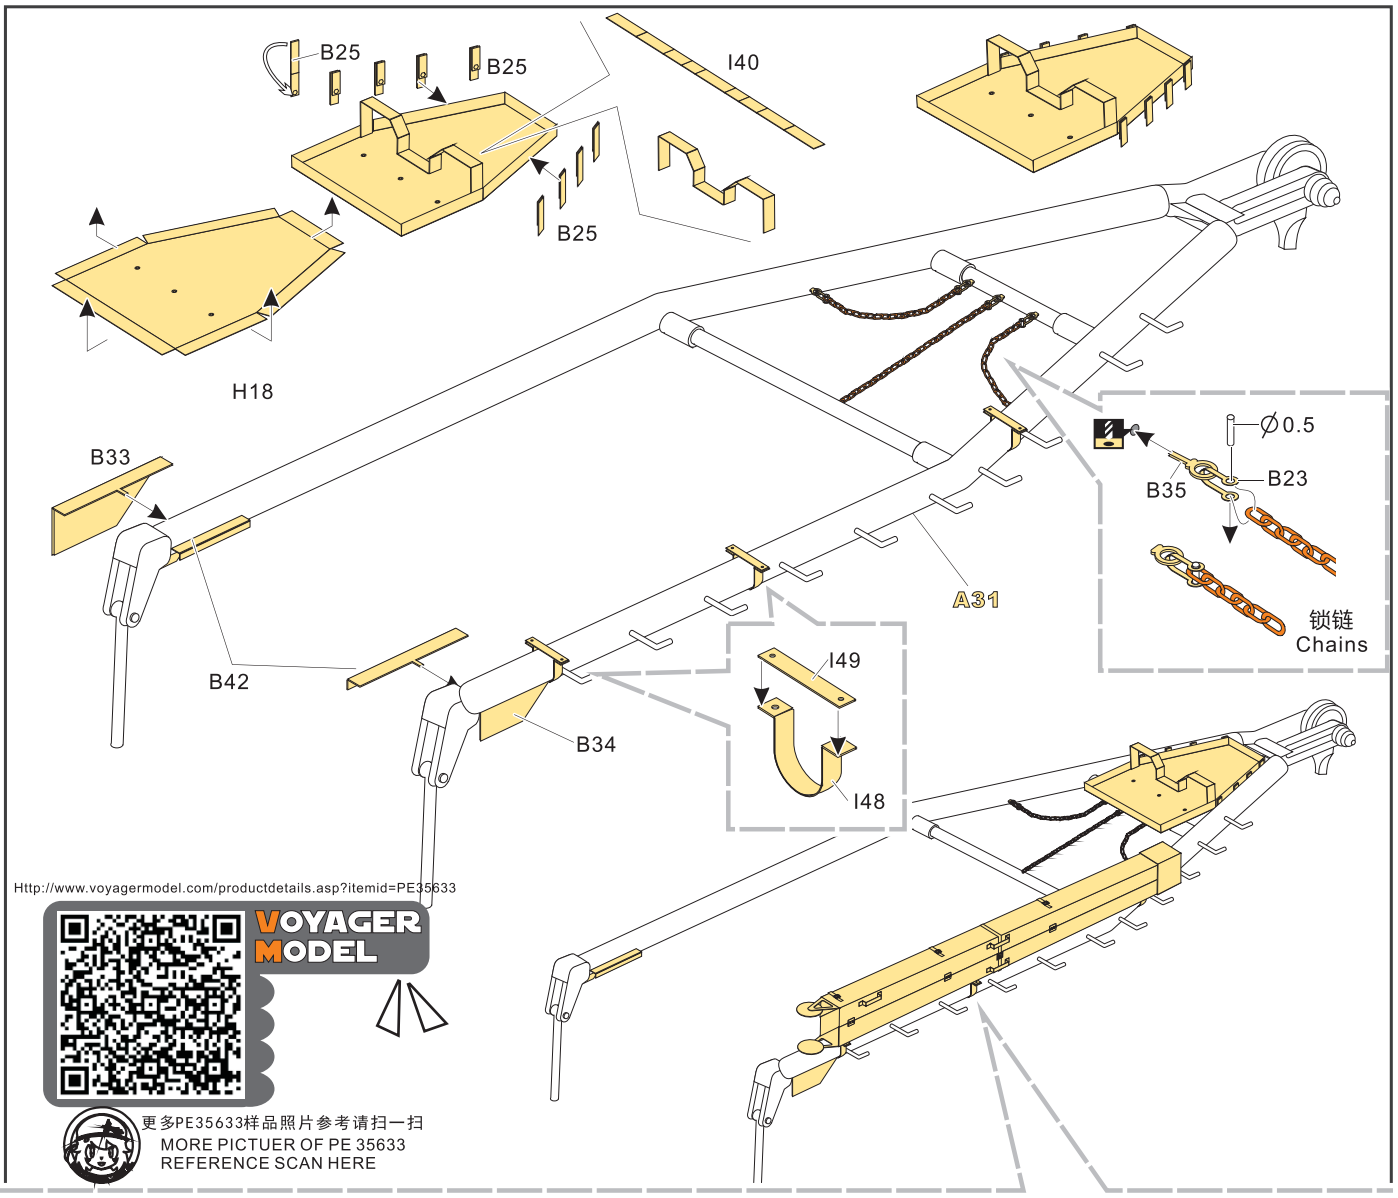 B25
B25
I40
B25
H18
B33
Ø0.5
B35
B23
锁链
Chains
A31
B42
B34
I49
I48
Http://www.voyagermodel.com/productdetails.asp?itemid=PE35633
VOYAGER
MODEL
更多PE35633样品照片参考请扫一扫
MORE PICTUER OF PE 35633
REFERENCE SCAN HERE